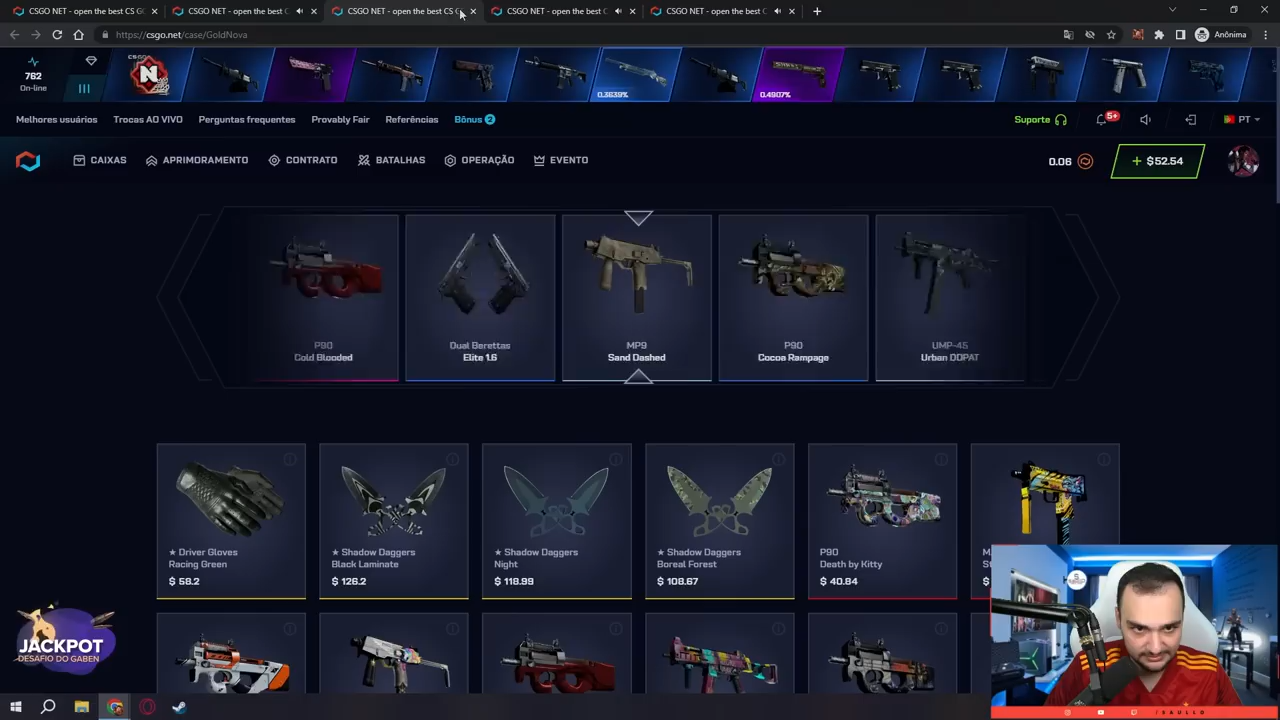 CSGO NET - open the best CS GO
CSGO NET - open the best C
CSGO NET - open the best CS G
CSGO NET - open the best C
CSGO NET - open the best C
https://csgo.net/case/GoldNova
Anônima
762
On-line
0.3639%
0.4907%
Melhores usuários
Trocas AO VIVO
Perguntas frequentes
Provably Fair
Referências
Bônus 2
Suporte
5+
PT
CAIXAS
APRIMORAMENTO
CONTRATO
BATALHAS
OPERAÇÃO
EVENTO
0.06
+ $52.54
P90
Cold Blooded
Dual Berettas
Elite 1.6
MP9
Sand Dashed
P90
Cocoa Rampage
UMP-45
Urban DDPAT
★ Driver Gloves
Racing Green
$ 58.2
★ Shadow Daggers
Black Laminate
$ 126.2
★ Shadow Daggers
Night
$ 118.99
★ Shadow Daggers
Boreal Forest
$ 108.67
P90
Death by Kitty
$ 40.84
JACKPOT
DESAFIO DO GABEN
/SAULLO